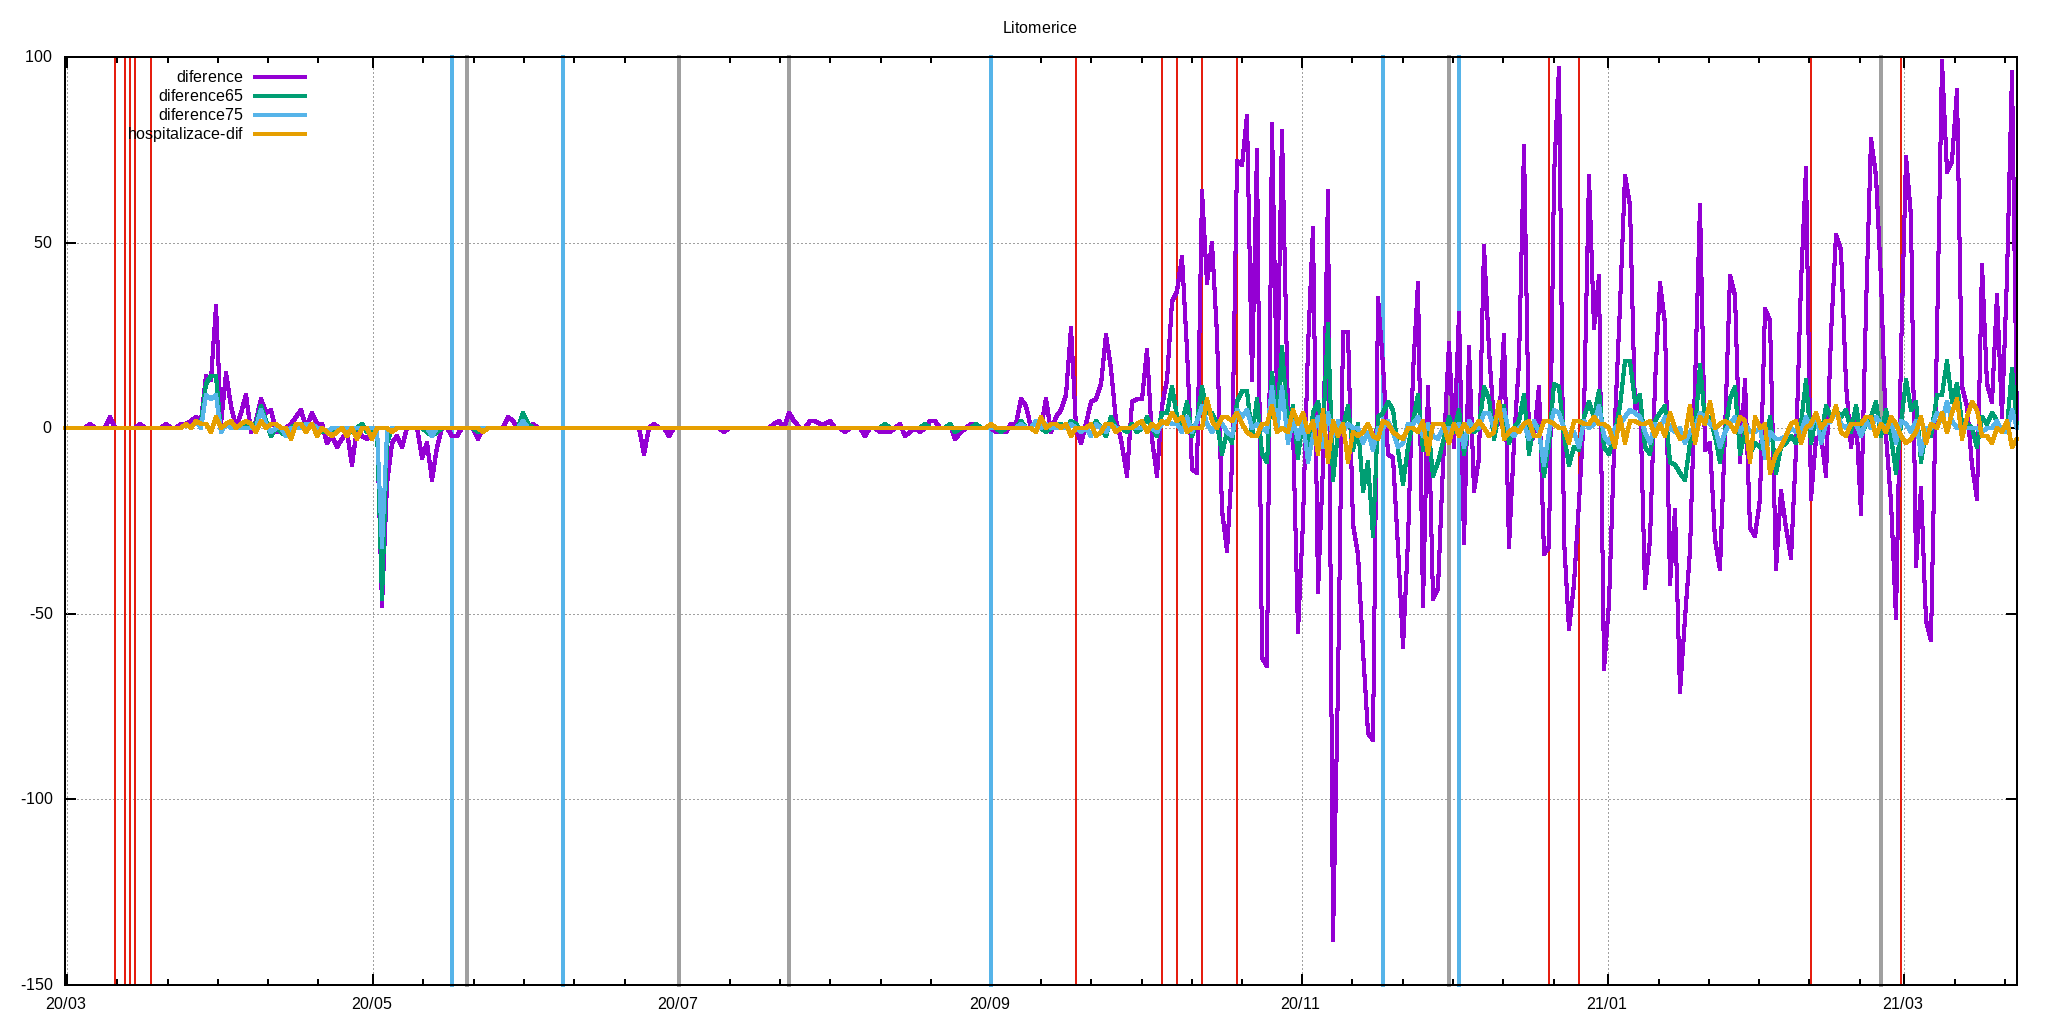 Litomerice
100
50
0
-50
-100
-150
diference
diference65
diference75
hospitalizace-dif
20/03 20/05 20/07 20/09 20/11 21/01 21/03